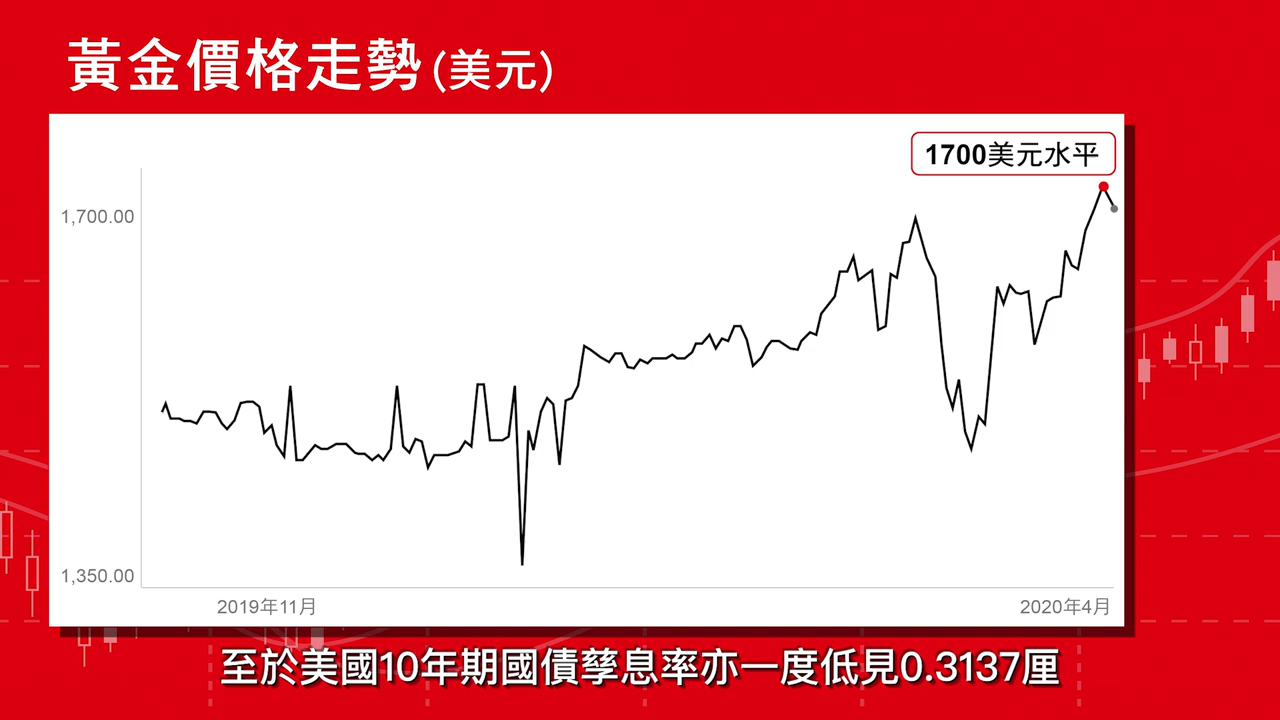 黃金價格走勢(美元)
1700美元水平
1,700.00
1,350.00
2019年11月
2020年4月
至於美國10年期國債孳息率亦一度低見0.3137厘